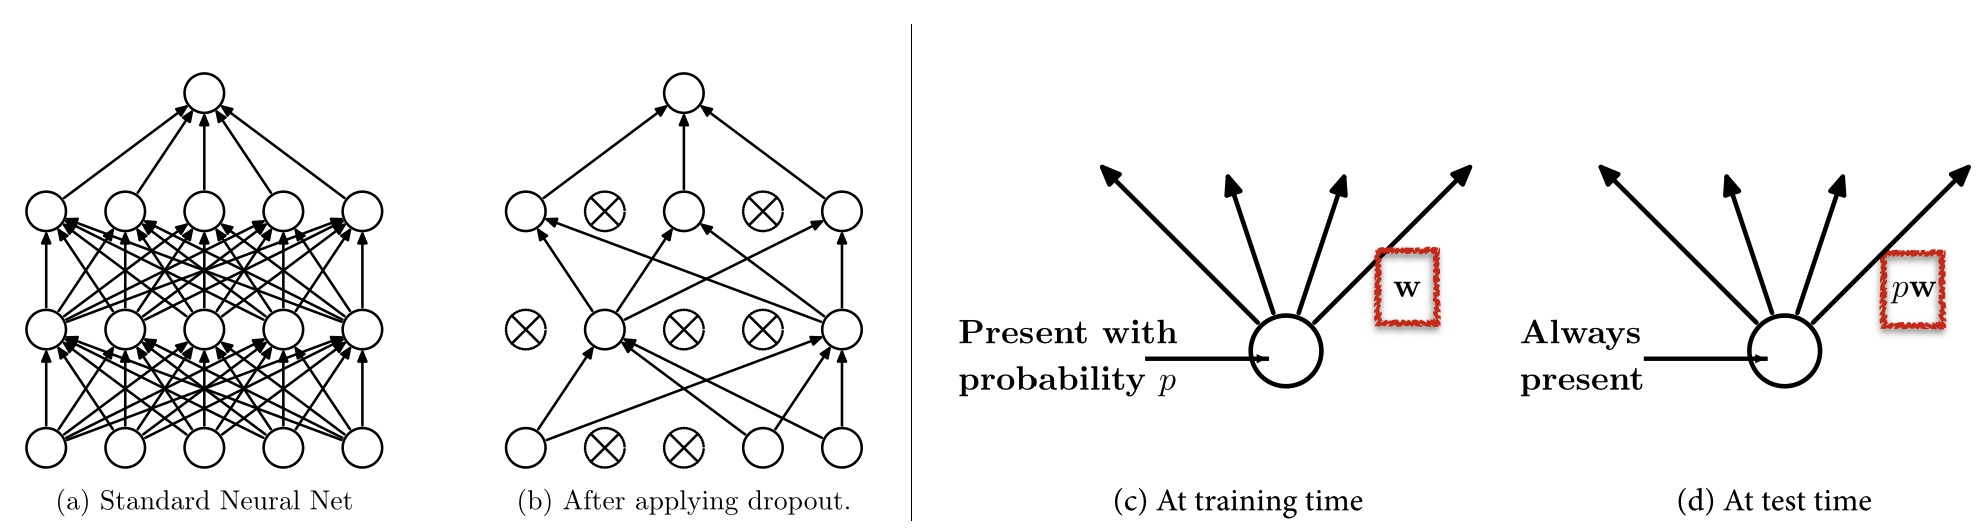 (a) Standard Neural Net
(b) After applying dropout.
Present with
probability p
w
(c) At training time
Always
present
pw
(d) At test time